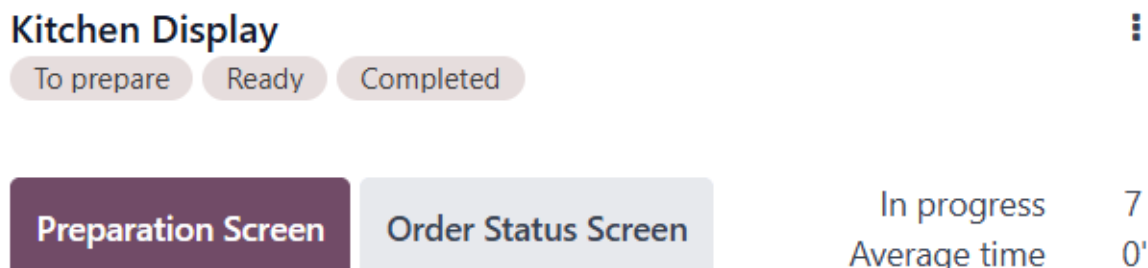 Kitchen Display
To prepare Ready Completed
Preparation Screen Order Status Screen In progress 7
Average time 0'